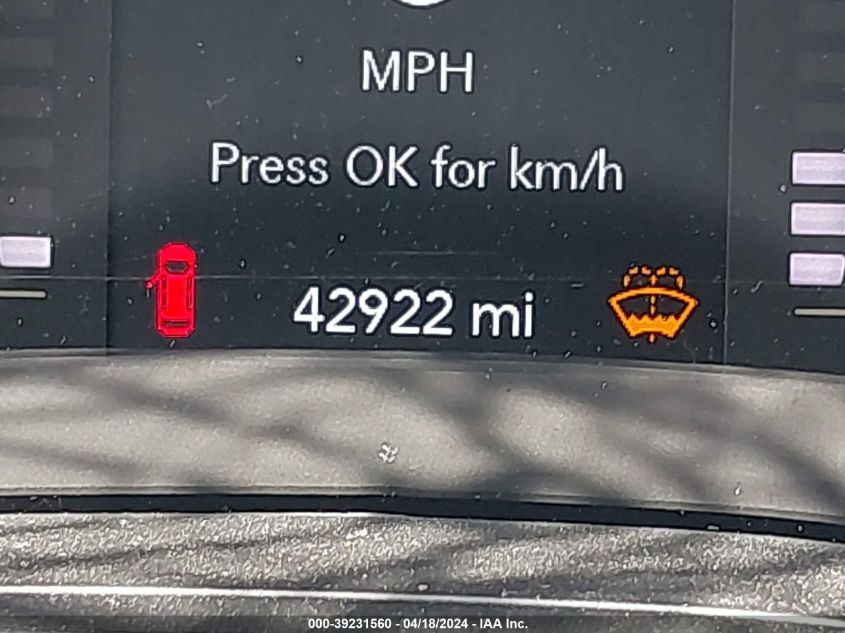 MPH
Press OK for km/h
42922 mi
000-39231560 - 04/18/2024 - IAA Inc.